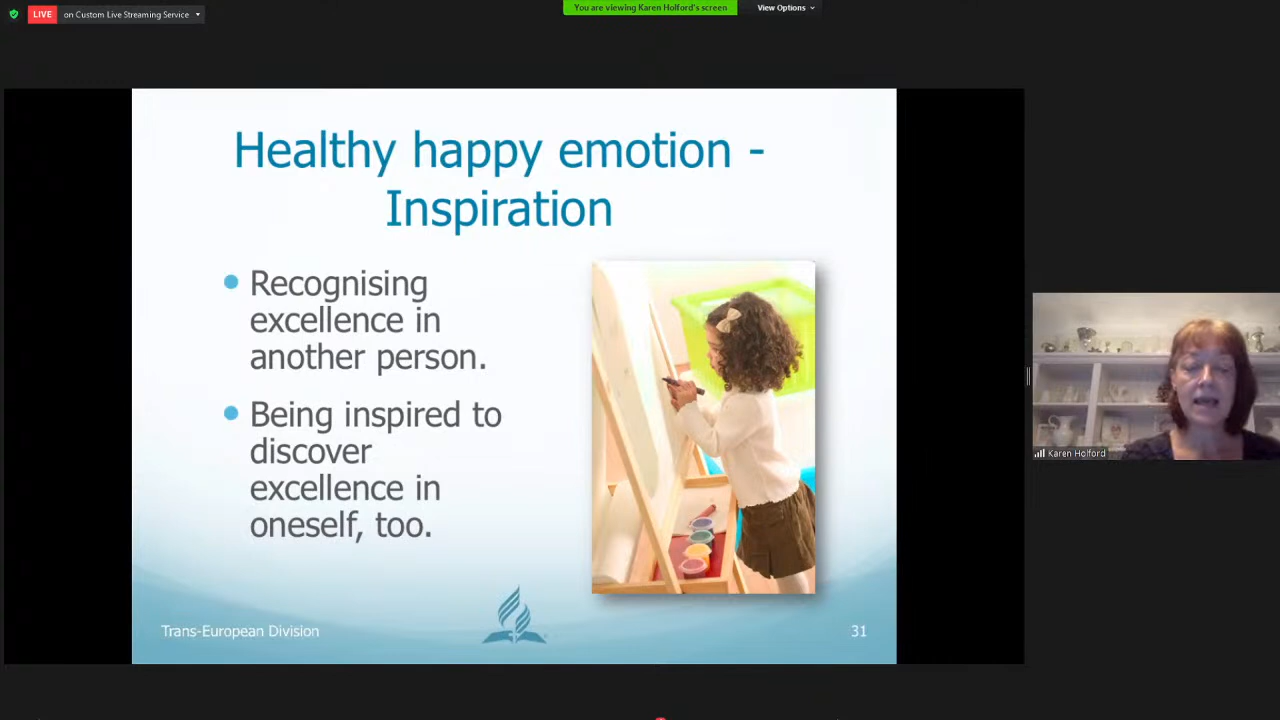 LIVE on Custom Live Streaming Service
You are viewing Karen Holford's screen
View Options
Healthy happy emotion -
Inspiration
Recognising
excellence in
another person.
Being inspired to
discover
excellence in
oneself, too.
Trans-European Division
31
Karen Holford